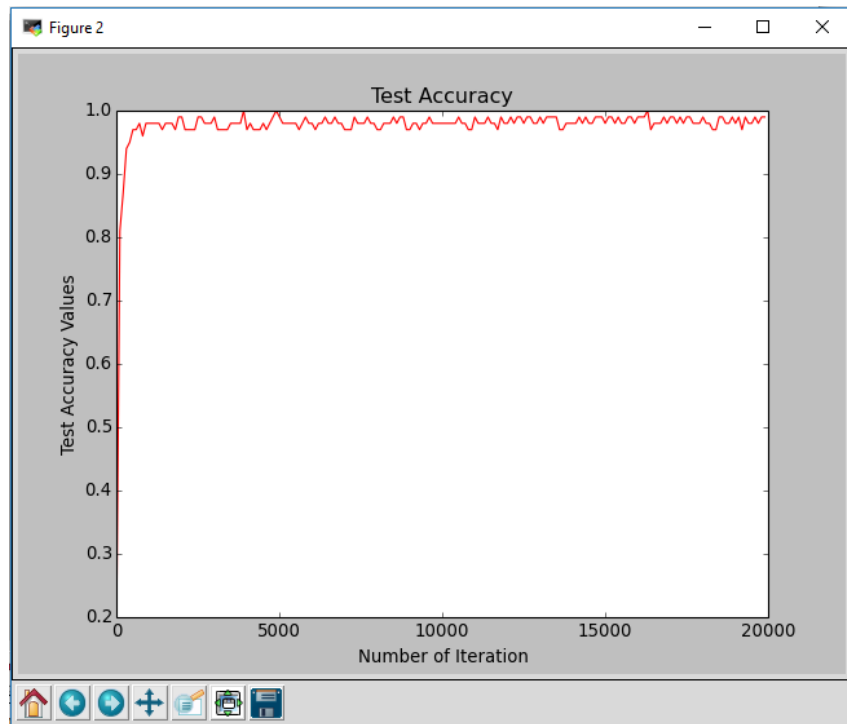 Figure 2
Test Accuracy
1.0
0.9
0.8
0.7
0.6
0.5
0.4
0.3
0.2
Test Accuracy Values
0 5000 10000 15000 20000
Number of Iteration